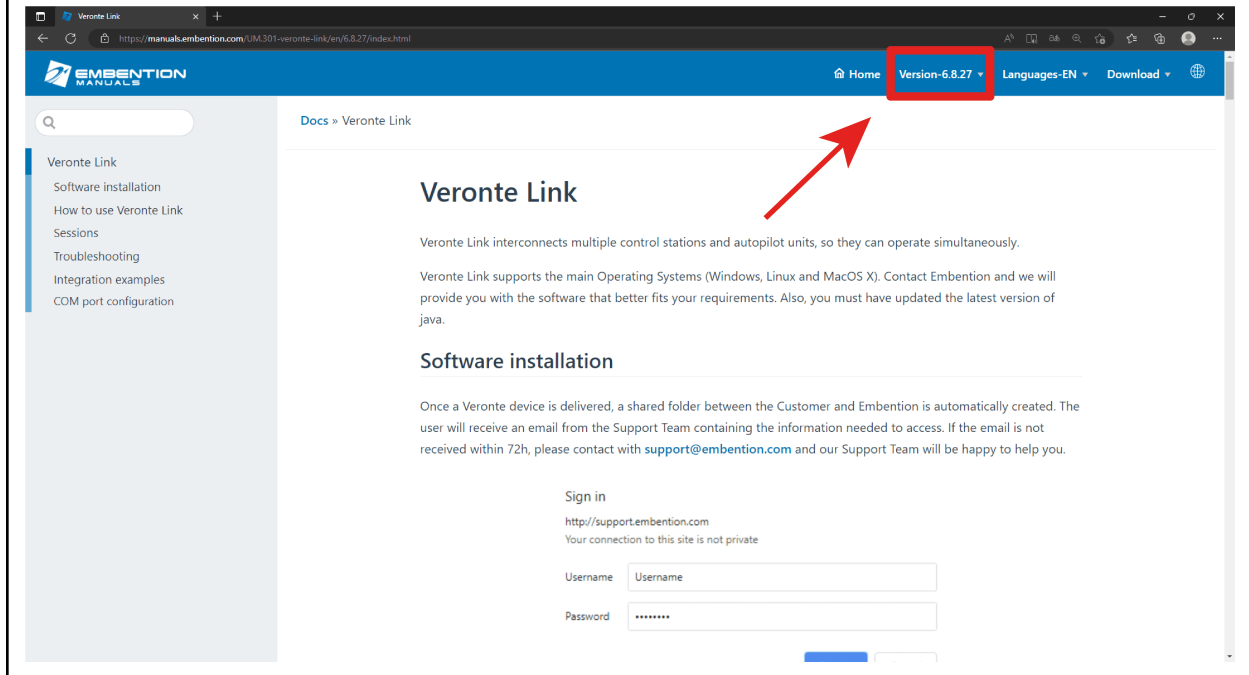 Veronte Link
https://manuals.embention.com/UM.301-veronte-link/en/6.8.27/index.html
EMBENTION
MANUALS
Home
Version-6.8.27
Languages-EN
Download
Docs » Veronte Link
Veronte Link
Software installation
How to use Veronte Link
Sessions
Troubleshooting
Integration examples
COM port configuration
Veronte Link
Veronte Link interconnects multiple control stations and autopilot units, so they can operate simultaneously.
Veronte Link supports the main Operating Systems (Windows, Linux and MacOS X). Contact Embention and we will
provide you with the software that better fits your requirements. Also, you must have updated the latest version of
java.
Software installation
Once a Veronte device is delivered, a shared folder between the Customer and Embention is automatically created. The
user will receive an email from the Support Team containing the information needed to access. If the email is not
received within 72h, please contact with support@embention.com and our Support Team will be happy to help you.
Sign in
http://support.embention.com
Your connection to this site is not private
Username
Username
Password
••••••••